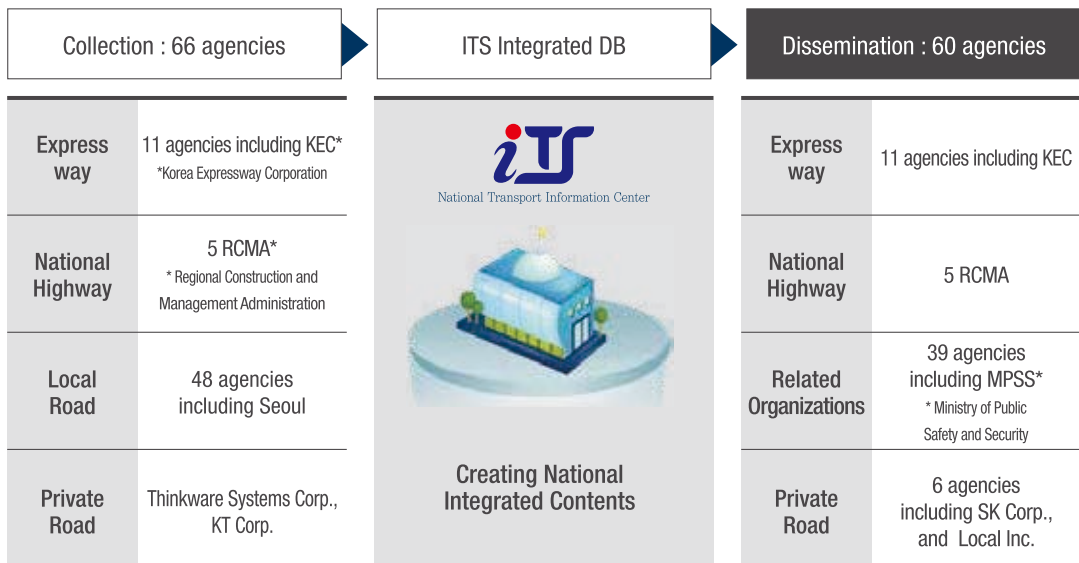 Collection : 66 agencies
ITS Integrated DB
Dissemination : 60 agencies
Express
way
11 agencies including KEC*
*Korea Expressway Corporation
National
Highway
5 RCMA*
* Regional Construction and
Management Administration
Local
Road
48 agencies
including Seoul
Private
Road
Thinkware Systems Corp.,
KT Corp.
iTS
National Transport Information Center
Creating National
Integrated Contents
Express
way
11 agencies including KEC
National
Highway
5 RCMA
Related
Organizations
39 agencies
including MPSS*
* Ministry of Public
Safety and Security
Private
Road
6 agencies
including SK Corp.,
and Local Inc.